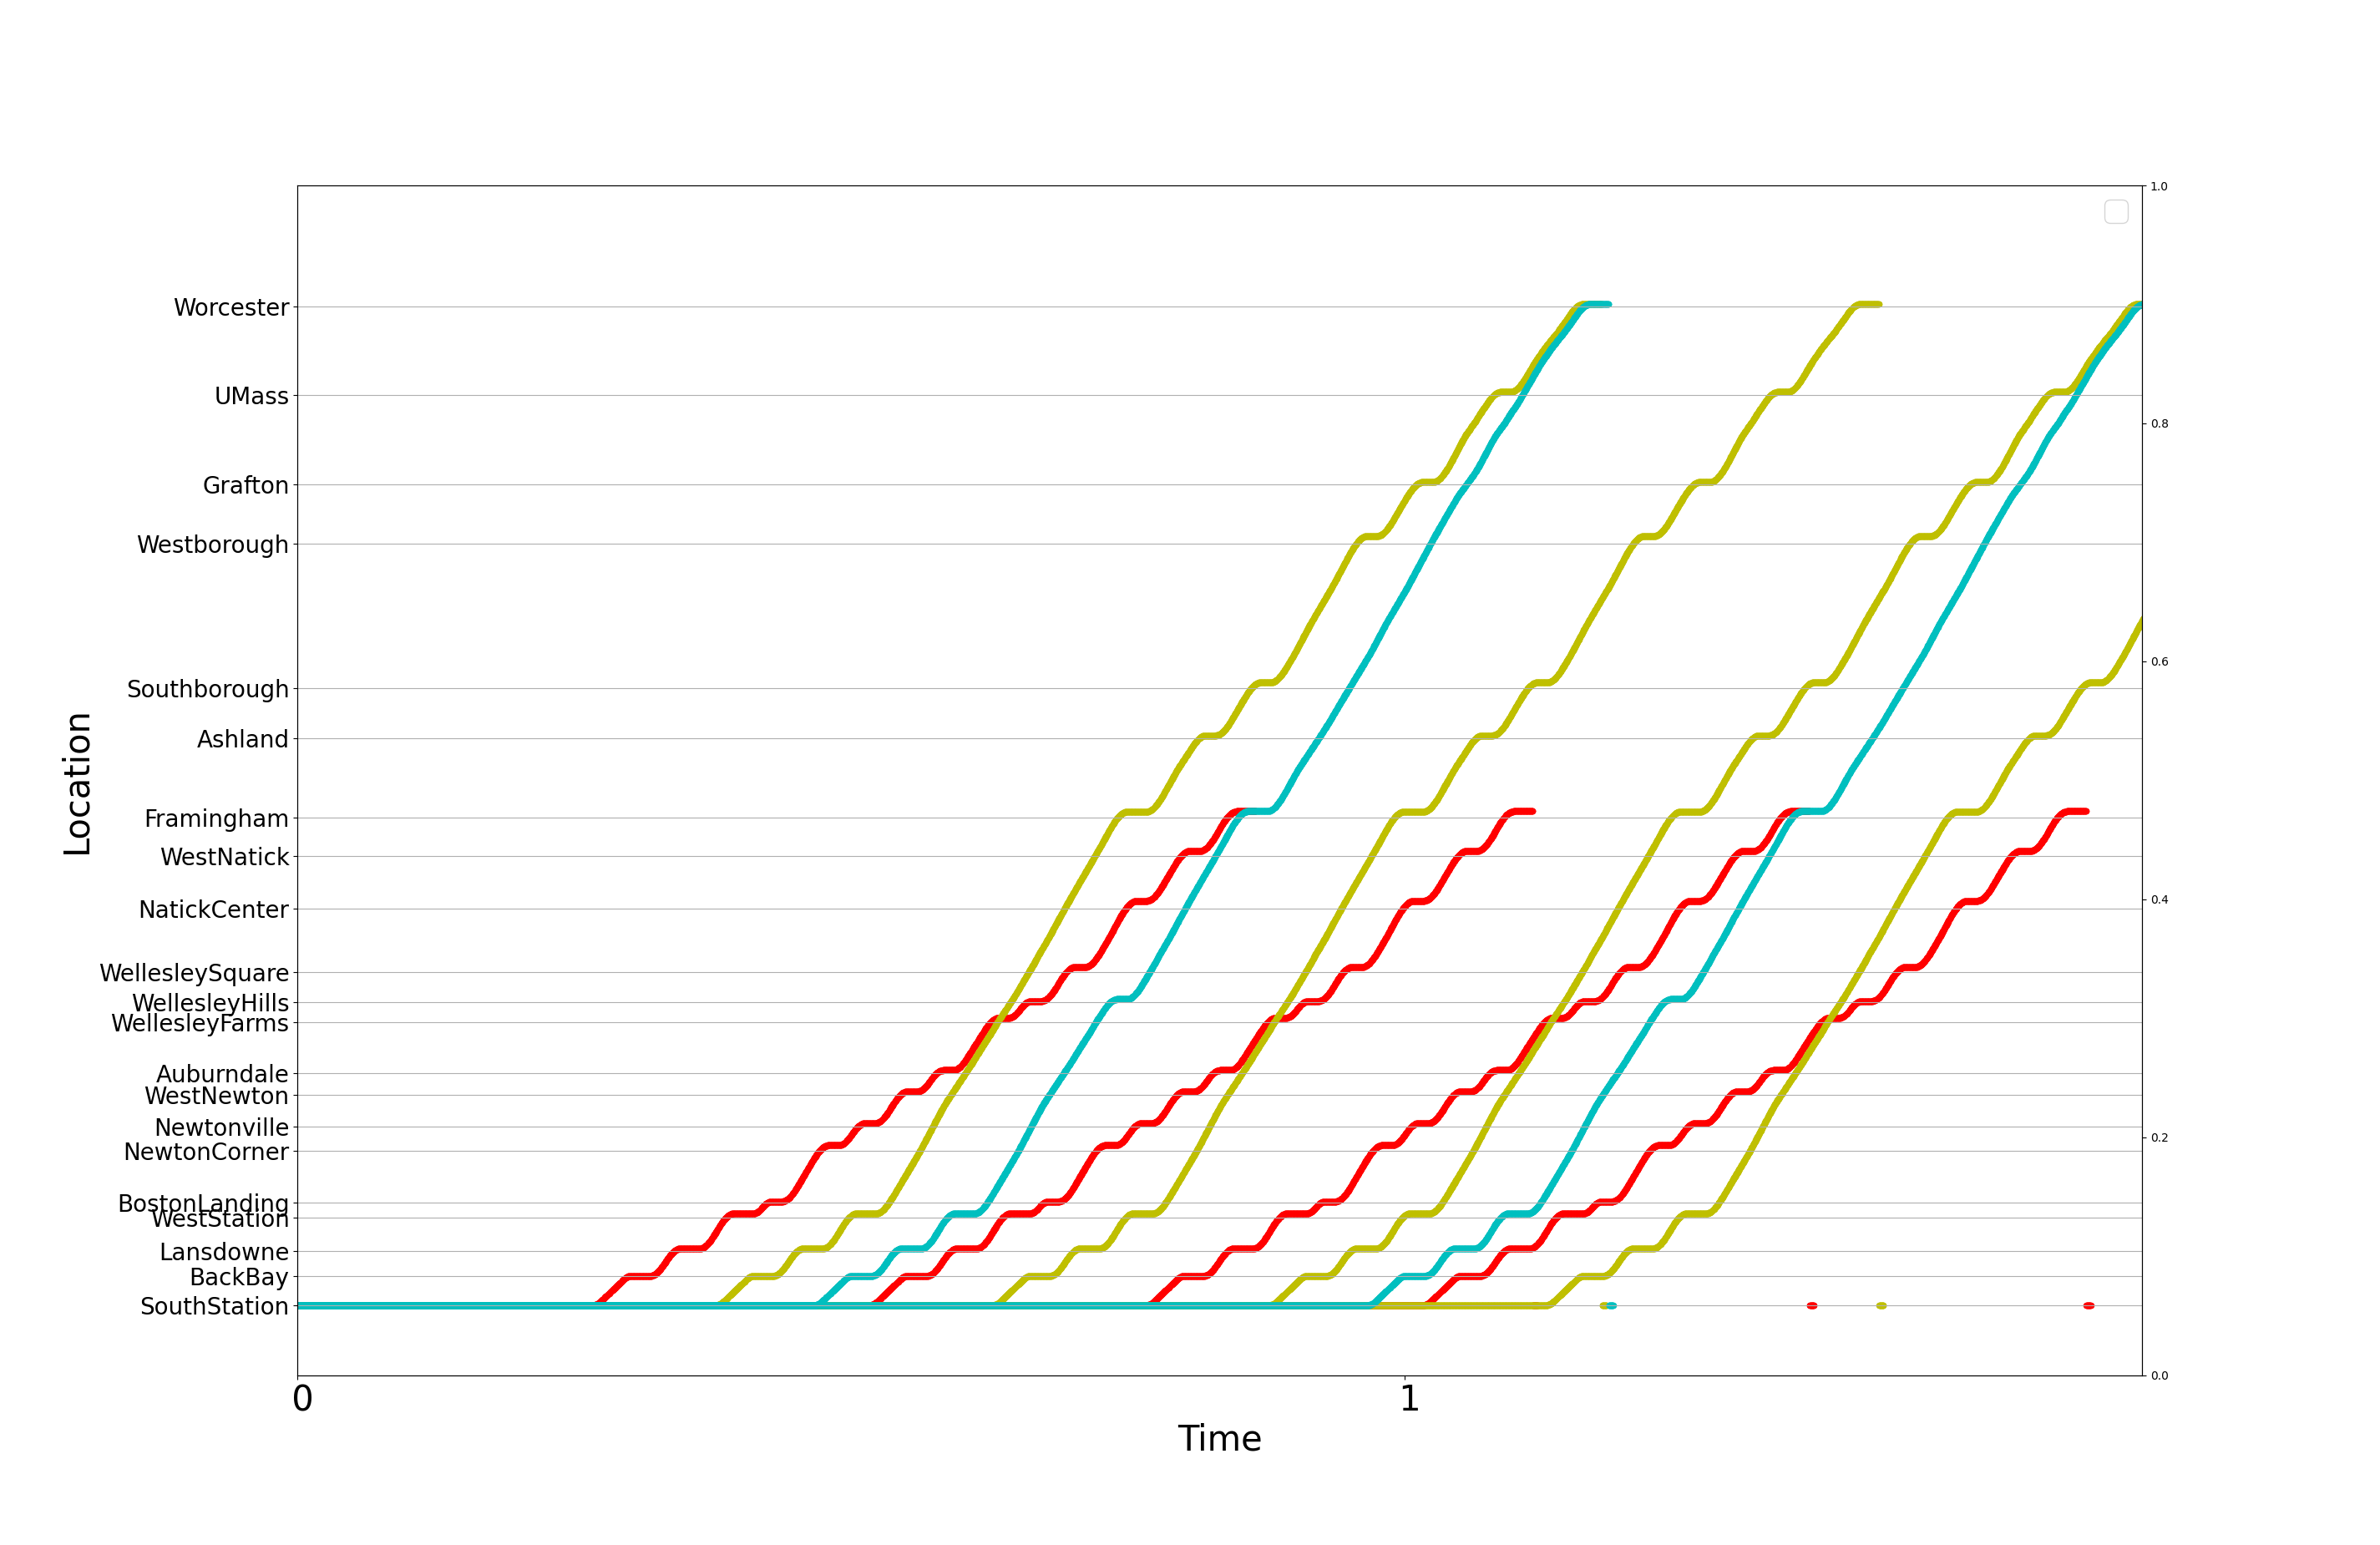 1.0
Worcester
UMass
0.8
Grafton
Westborough
Southborough
0.6
Ashland
Framingham
WestNatick
0.4
NatickCenter
WellesleySquare
WellesleyHills
WellesleyFarms
Auburndale
WestNewton
Newtonville
0.2
NewtonCorner
BostonLanding
WestStation
Lansdowne
BackBay
SouthStation
0.0
Location
0
1
Time